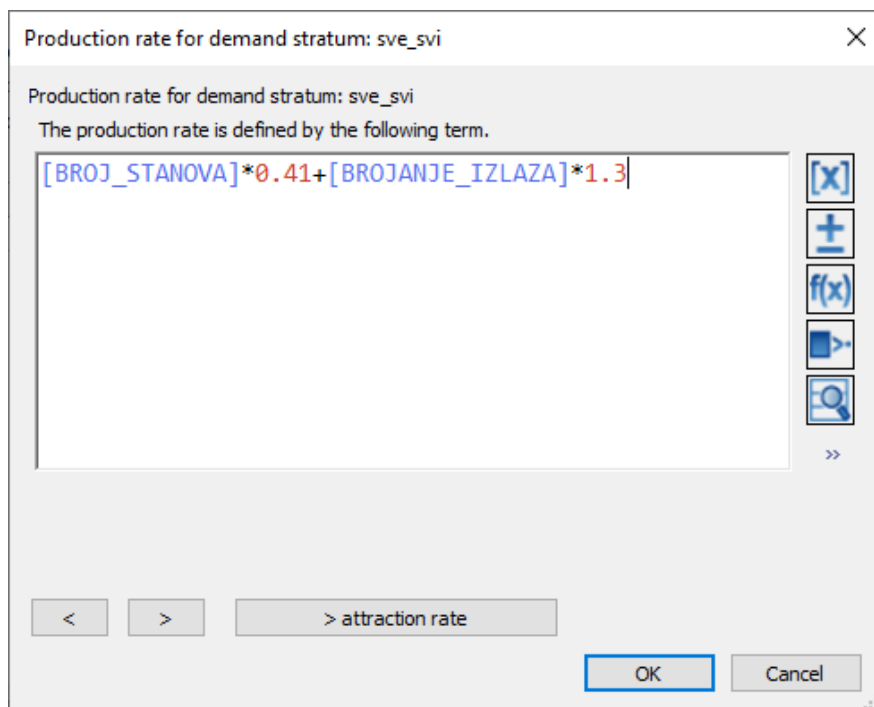 Production rate for demand stratum: sve_svi
Production rate for demand stratum: sve_svi
The production rate is defined by the following term.
[BROJ_STANOVA]*0.41+[BROJANJE_IZLAZA]*1.3
[x]
±
f(x)
>>
<
>
> attraction rate
OK
Cancel